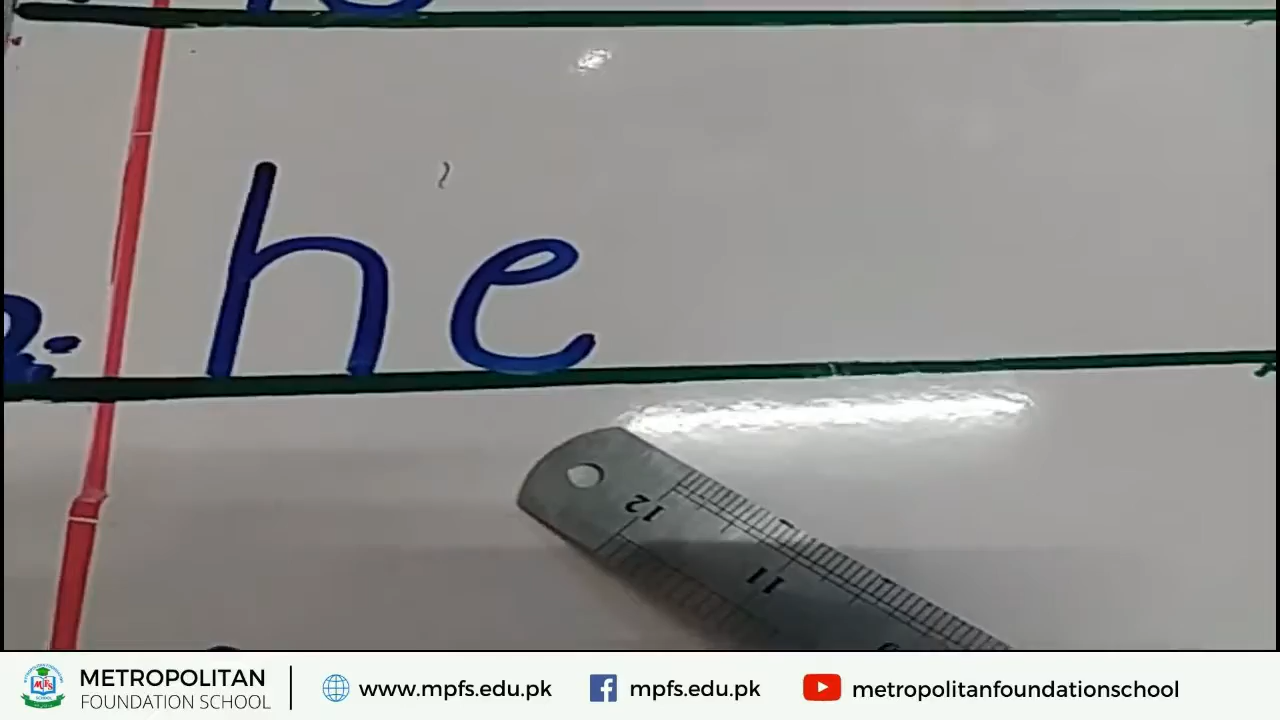 he
12
11
METROPOLITAN
FOUNDATION SCHOOL
www.mpfs.edu.pk
mpfs.edu.pk
metropolitanfoundationschool